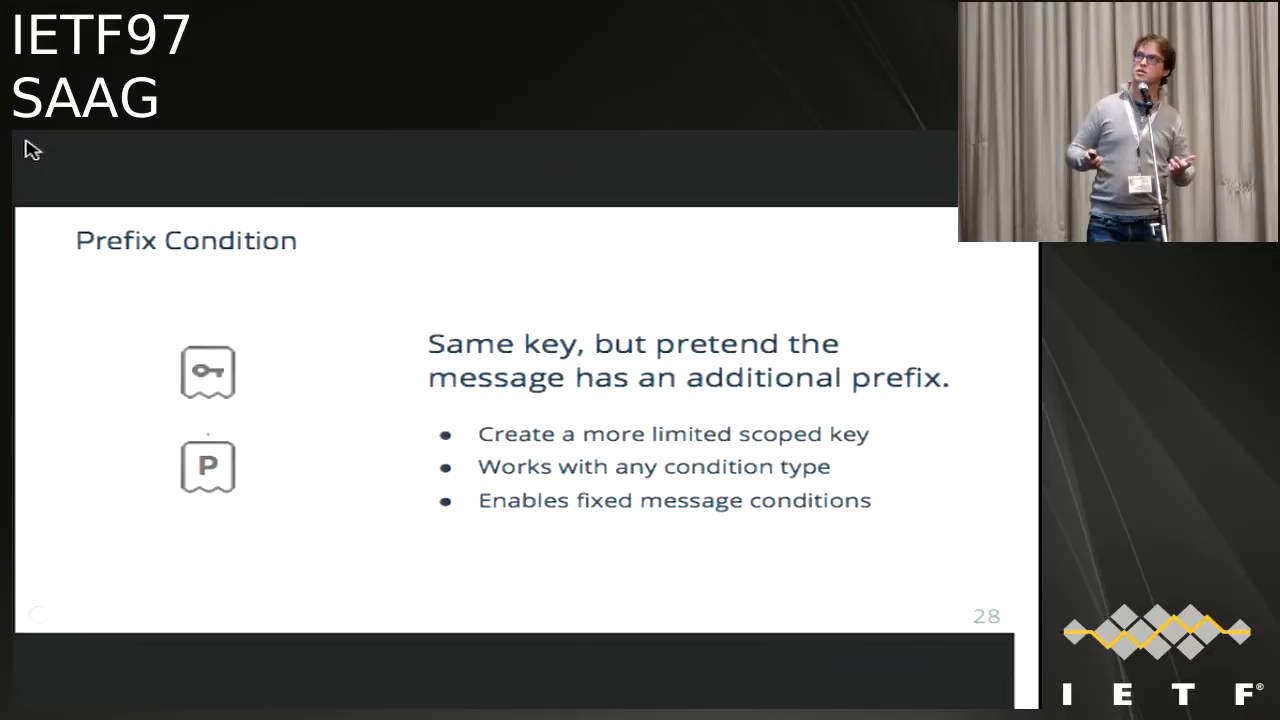 IETF97
SAAG
Prefix Condition
Same key, but pretend the
message has an additional prefix.
P
● Create a more limited scoped key
● Works with any condition type
● Enables fixed message conditions
28
I E T F®